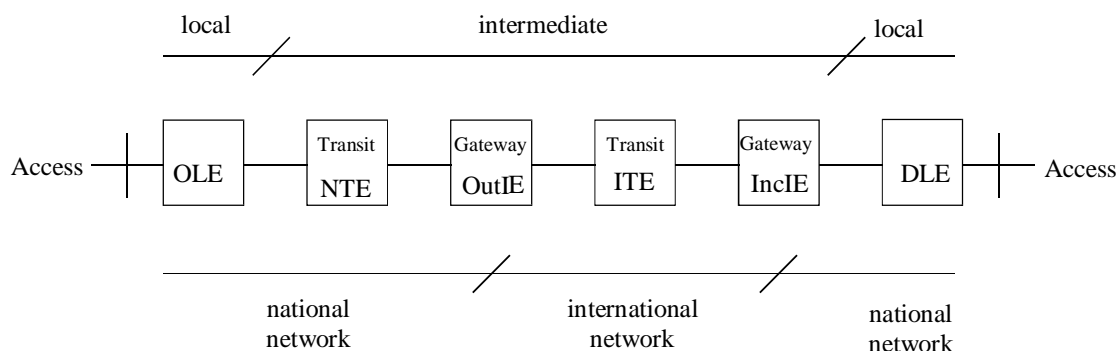 local
intermediate
local
Access
Transit
OLE
NTE
Gateway
OutIE
Transit
ITE
Gateway
IncIE
DLE
Access
national
network
international
network
national
network